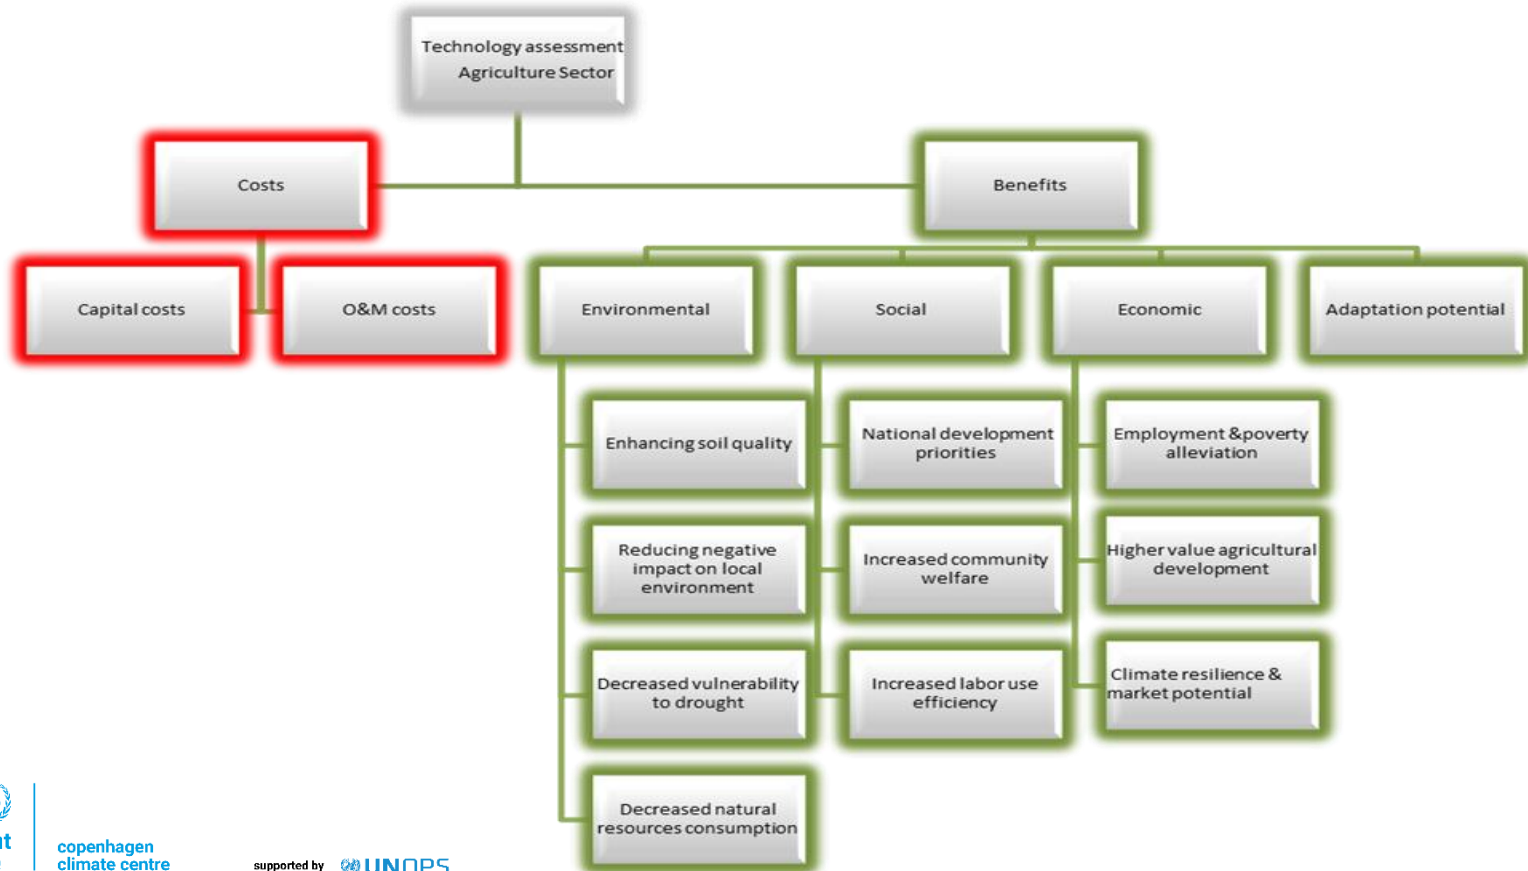 Technology assessment
Agriculture Sector
Costs
Benefits
Capital costs
O&M costs
Environmental
Social
Economic
Adaptation potential
Enhancing soil quality
National development
priorities
Employment &poverty
alleviation
Reducing negative
impact on local
environment
Increased community
welfare
Higher value agricultural
development
Decreased vulnerability
to drought
Increased labor use
efficiency
Climate resilience &
market potential
Decreased natural
resources consumption
copenhagen
climate centre
supported by
UNOPS